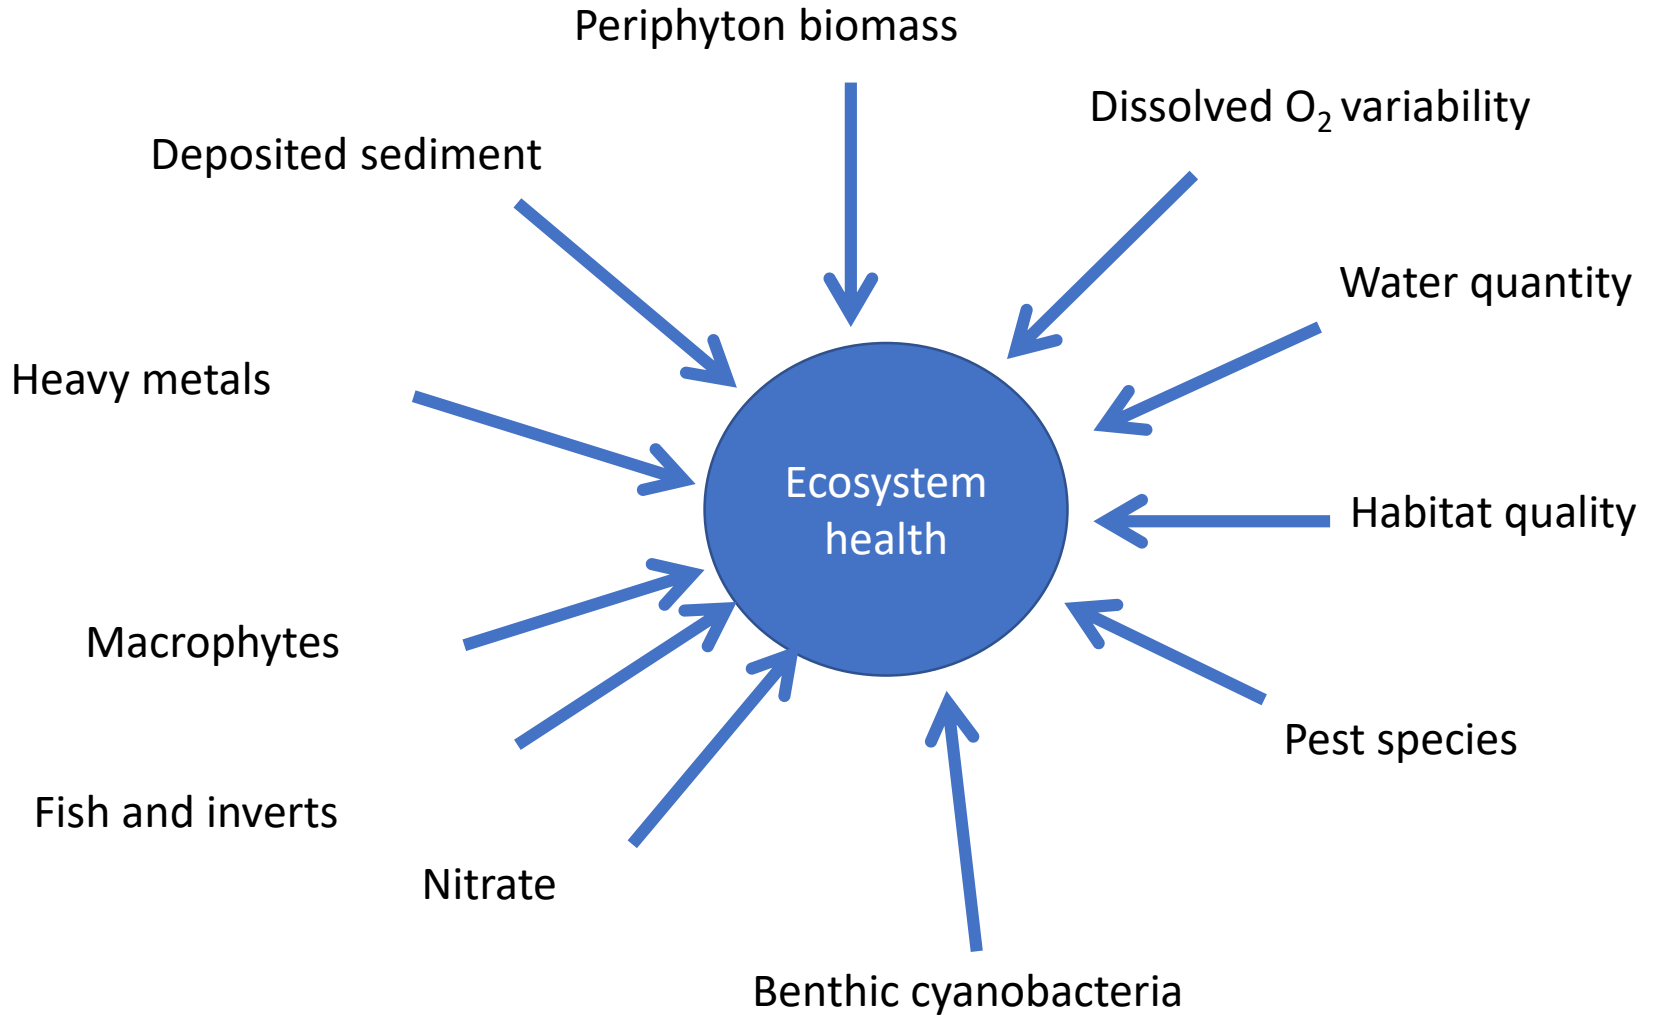 Periphyton biomass
Dissolved O₂ variability
Deposited sediment
Water quantity
Heavy metals
Ecosystem
health
Habitat quality
Macrophytes
Pest species
Fish and inverts
Nitrate
Benthic cyanobacteria